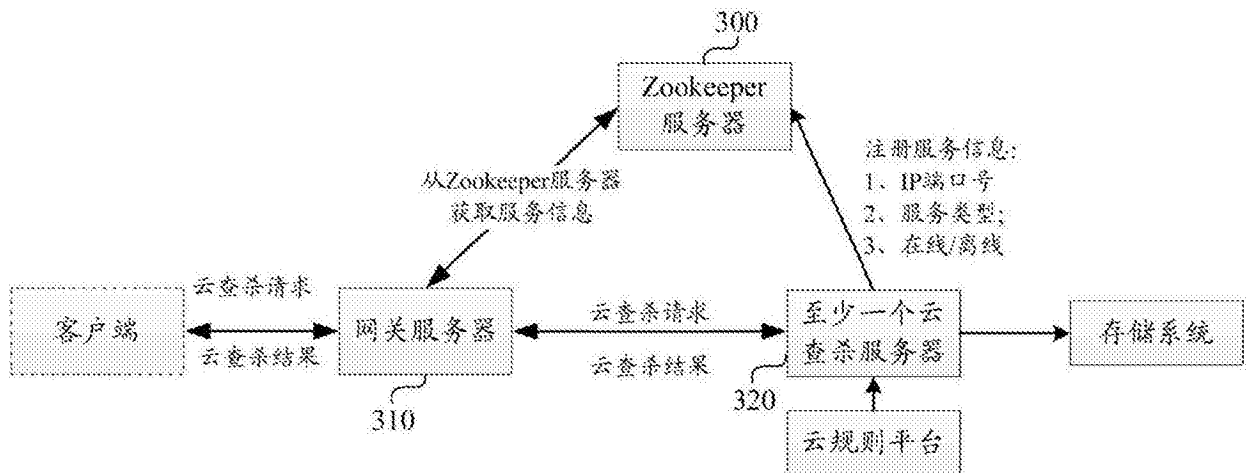 300
Zookeeper
服务器
注册服务信息:
1、IP端口号
2、服务类型;
3、在线/离线
从Zookeeper服务器
获取服务信息
云查杀请求
客户端
云查杀结果
网关服务器
310
云查杀请求
云查杀结果
至少一个云
查杀服务器
320
存储系统
云规则平台